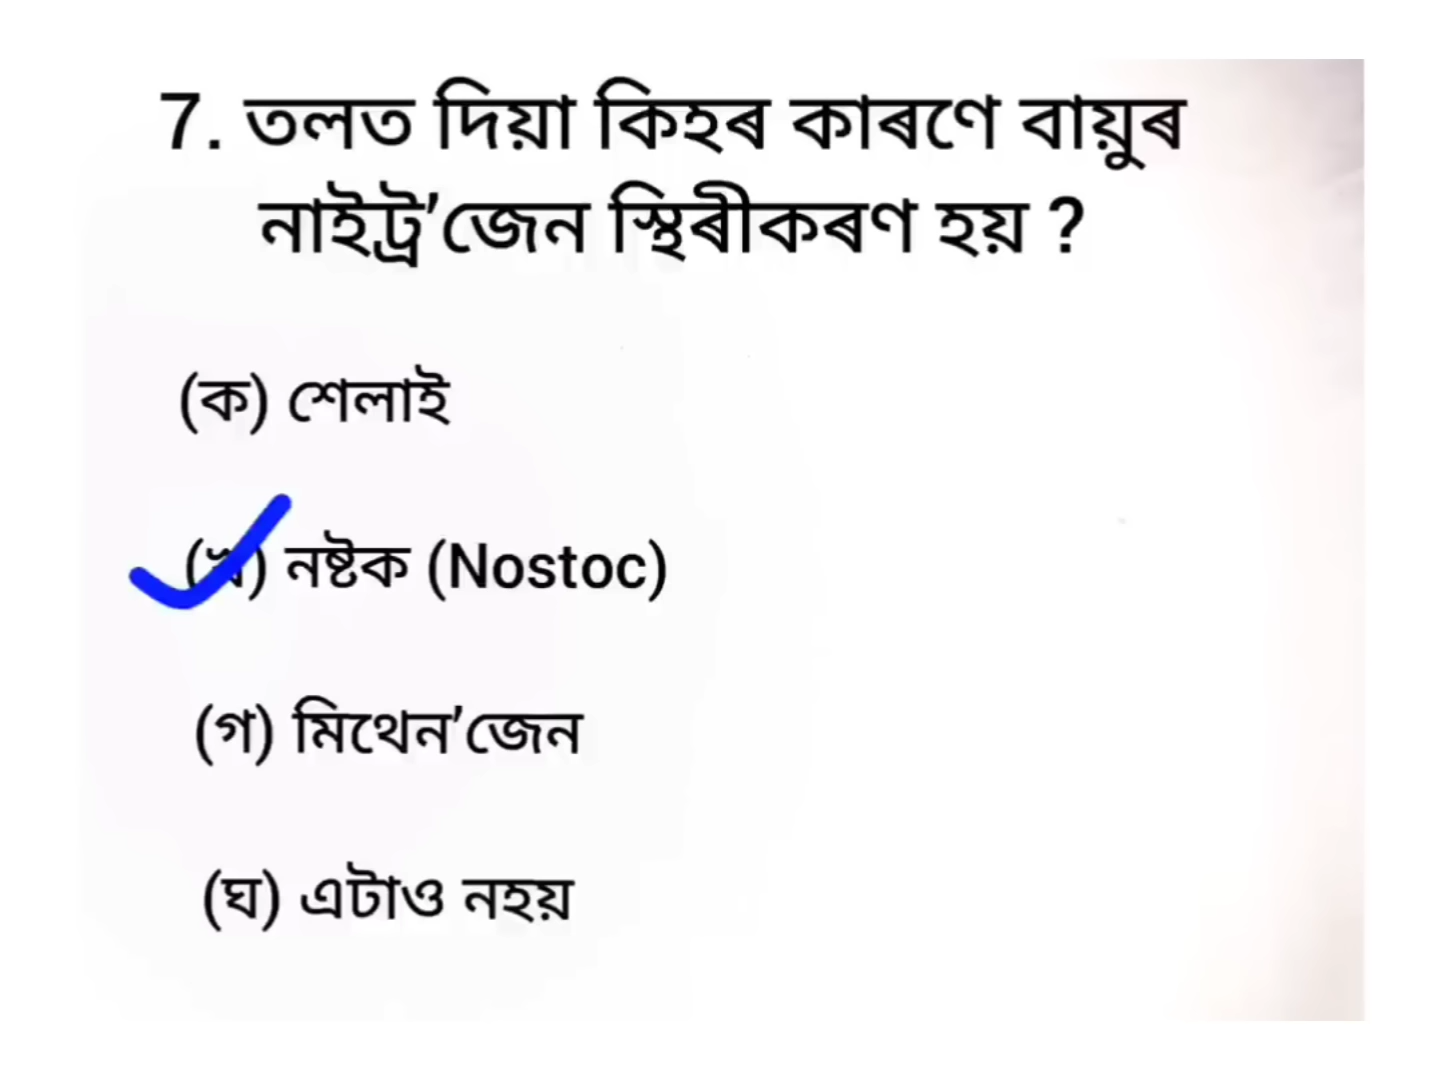 7. তলত দিয়া কিহৰ কাৰণে বায়ুৰ
নাইট্ৰ'জেন স্থিৰীকৰণ হয় ?
(ক) শেলাই
(খ) নষ্টক (Nostoc)
(গ) মিথেন'জেন
(ঘ) এটাও নহয়